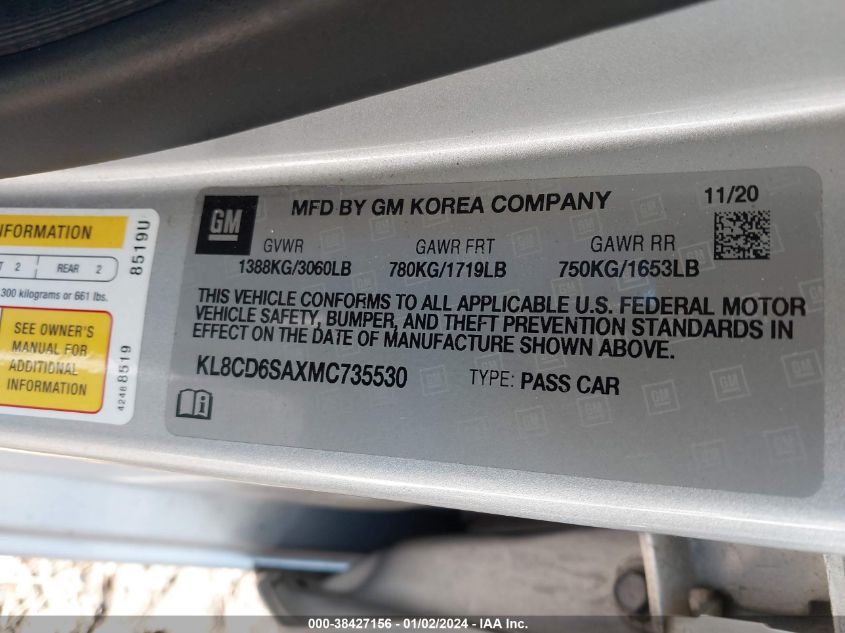 GM
MFD BY GM KOREA COMPANY
11/20
GVWR GAWR FRT GAWR RR
1388KG/3060LB 780KG/1719LB 750KG/1653LB
THIS VEHICLE CONFORMS TO ALL APPLICABLE U.S. FEDERAL MOTOR
VEHICLE SAFETY, BUMPER, AND THEFT PREVENTION STANDARDS IN
EFFECT ON THE DATE OF MANUFACTURE SHOWN ABOVE.
KL8CD6SAXMC735530 TYPE: PASS CAR
INFORMATION
2 REAR 2
300 kilograms or 661 lbs.
SEE OWNER'S
MANUAL FOR
ADDITIONAL
INFORMATION
8519U
42468519
000-38427156 - 01/02/2024 - IAA Inc.